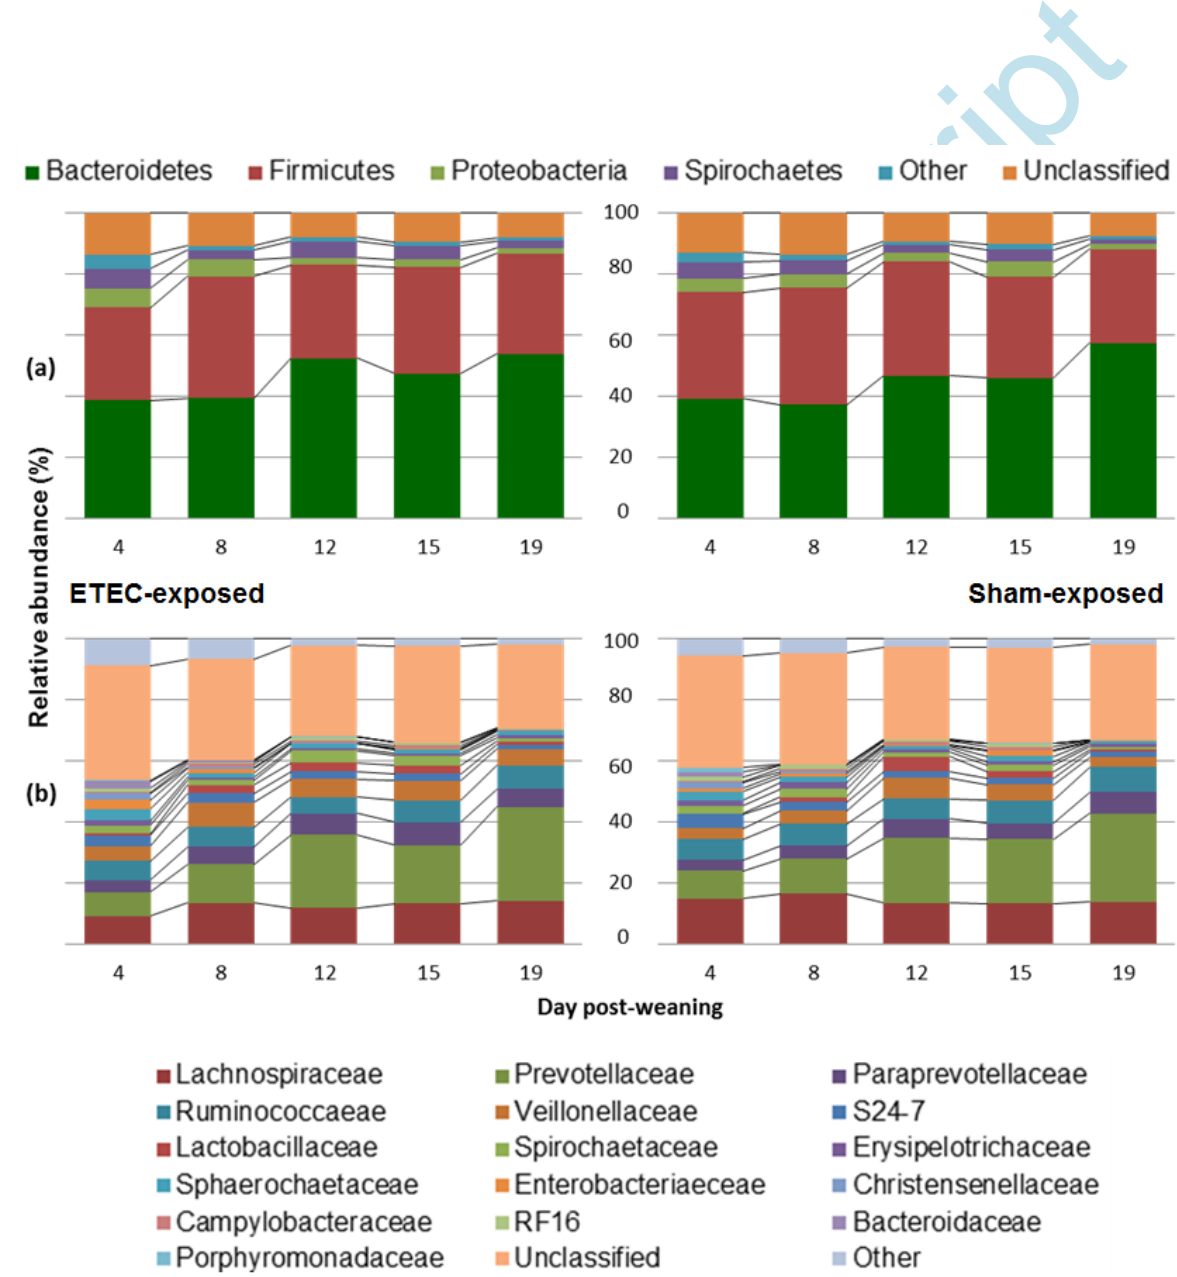 ript
Bacteroidetes Firmicutes Proteobacteria Spirochaetes Other Unclassified
100
80
60
(a)
40
20
0
4 8 12 15 19 4 8 12 15 19
ETEC-exposed Sham-exposed
Relative abundance (%)
100
80
60
(b)
40
20
0
4 8 12 15 19 4 8 12 15 19
Day post-weaning
Lachnospiraceae Prevotellaceae Paraprevotellaceae
Ruminococcaeae Veillonellaceae S24-7
Lactobacillaceae Spirochaetaceae Erysipelotrichaceae
Sphaerochaetaceae Enterobacteriaeceae Christensenellaceae
Campylobacteraceae RF16 Bacteroidaceae
Porphyromonadaceae Unclassified Other